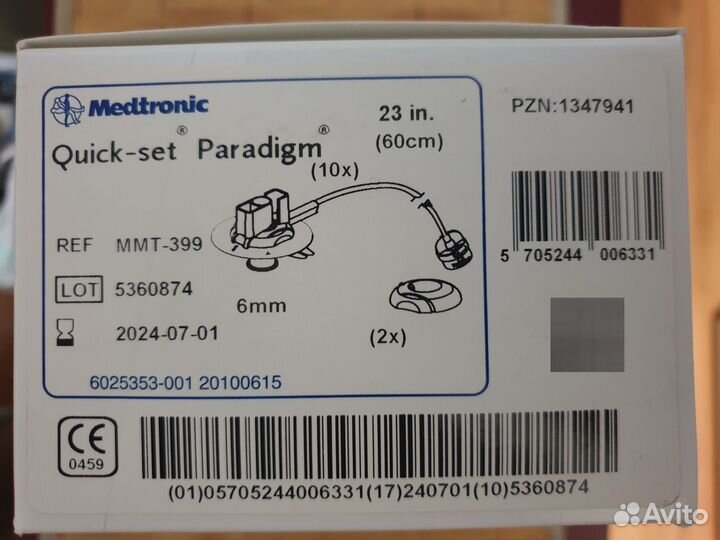 Medtronic
23 in.
(60cm)
PZN:1347941
Quick-set® Paradigm®
(10x)
REF MMT-399
5 705244 006331
LOT 5360874
6mm
2024-07-01
(2x)
6025353-001 20100615
CE
0459
(01)05705244006331(17)240701(10)5360874
Avito